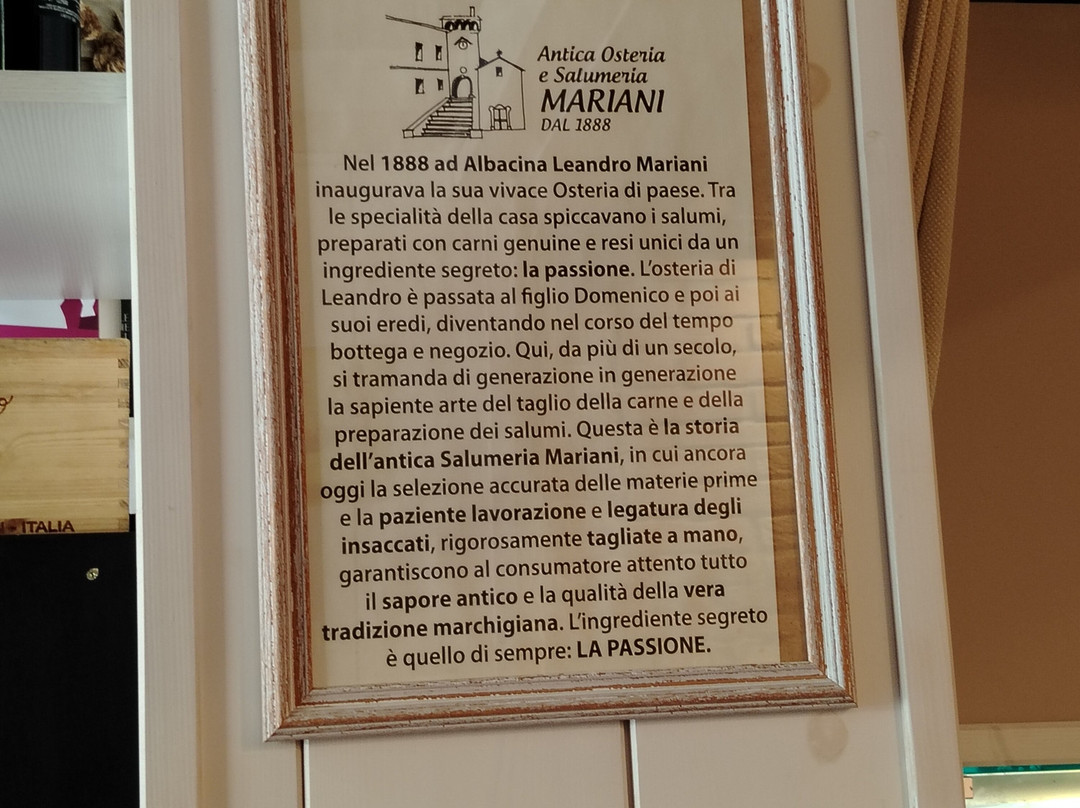 Antica Osteria
e Salumeria
MARIANI
DAL 1888
Nel 1888 ad Albacina Leandro Mariani
inaugurava la sua vivace Osteria di paese. Tra
le specialità della casa spiccavano i salumi,
preparati con carni genuine e resi unici da un
ingrediente segreto: la passione. L'osteria di
Leandro è passata al figlio Domenico e poi ai
suoi eredi, diventando nel corso del tempo
bottega e negozio. Qui, da più di un secolo,
si tramanda di generazione in generazione
la sapiente arte del taglio della carne e della
preparazione dei salumi. Questa è la storia
dell'antica Salumeria Mariani, in cui ancora
oggi la selezione accurata delle materie prime
e la paziente lavorazione e legatura degli
insaccati, rigorosamente tagliate a mano,
garantiscono al consumatore attento tutto
il sapore antico e la qualità della vera
tradizione marchigiana. L'ingrediente segreto
è quello di sempre: LA PASSIONE.
ITALIA